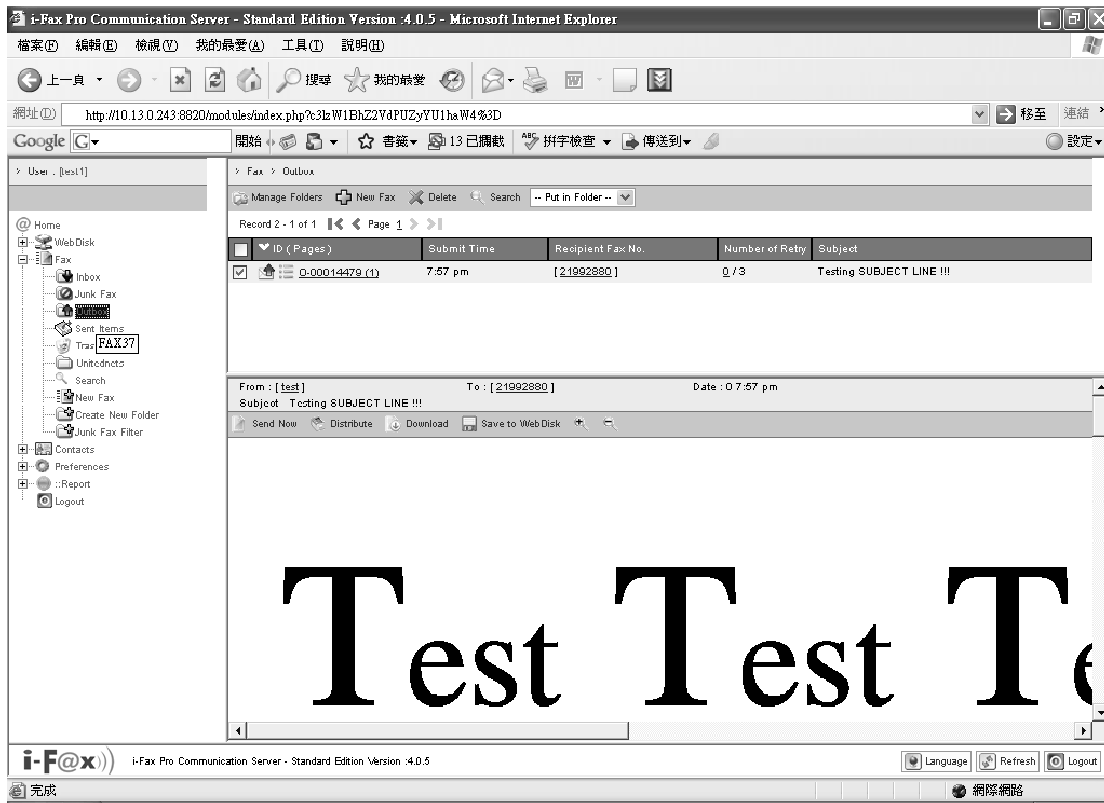 i-Fax Pro Communication Server - Standard Edition Version :4.0.5 - Microsoft Internet Explorer
檔案(F) 編輯(E) 檢視(V) 我的最愛(A) 工具(T) 說明(H)
上一頁 搜尋 我的最愛
網址(D) http://10.13.0.243:8820/modules/index.php? 移至 連結
Google G 開始 書籤 13 已攔截 ABC 拼字檢查 傳送到 設定
> User . [test1]
> Fax > Outbox
Manage Folders New Fax Delete Search -- Put in Folder --
Record 2 - 1 of 1 Page 1
ID ( Pages ) Submit Time Recipient Fax No. Number of Retry Subject
O-00014479 (1) 7:57 pm [ 21992880 ] 0 / 3 Testing SUBJECT LINE !!!
@ Home
WebDisk
Fax
Inbox
Junk Fax
Outbox
Sent Items
Tras
FAX37
Search
New Fax
Create New Folder
Junk Fax Filter
Contacts
Preferences
::Report
Logout
From : [ test ] To : [ 21992880 ] Date : 0 7:57 pm
Subject Testing SUBJECT LINE !!!
Send Now Distribute Download Save to WebDisk
Test Test Te
i-F@x))) i-Fax Pro Communication Server - Standard Edition Version :4.0.5 Language Refresh Logout
完成 網際網路